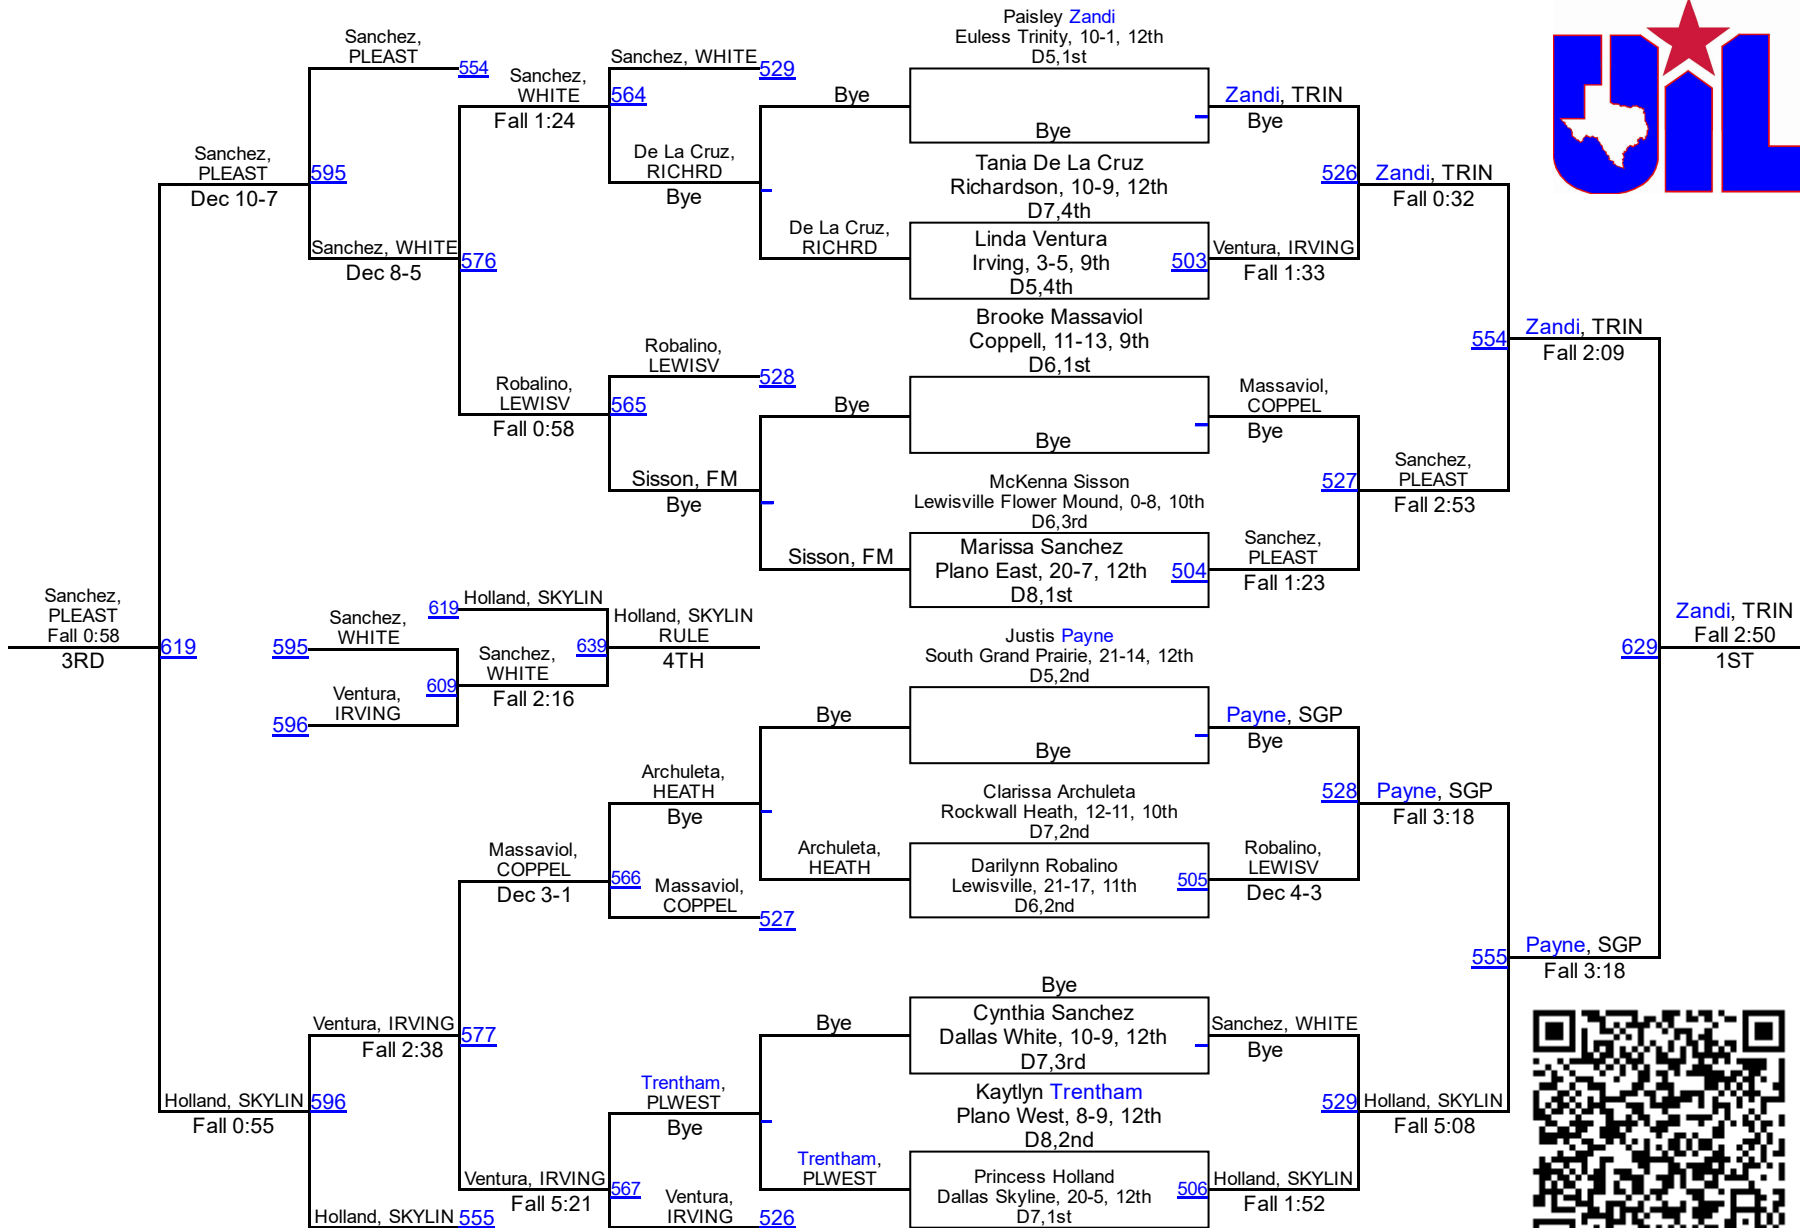 Sanchez,
PLEAST
554
Sanchez,
WHITE
564
Fall 1:24
Sanchez, WHITE
529
Sanchez,
PLEAST
595
Dec 10-7
De La Cruz,
RICHRD
Bye
Sanchez, WHITE
576
Dec 8-5
Bye
De La Cruz,
RICHRD
Robalino,
LEWISV
528
Robalino,
LEWISV
565
Fall 0:58
Bye
Sisson, FM
Bye
Sisson, FM
Paisley Zandi
Euless Trinity, 10-1, 12th
D5,1st
Bye
Tania De La Cruz
Richardson, 10-9, 12th
D7,4th
Linda Ventura
Irving, 3-5, 9th
D5,4th
503
Brooke Massaviol
Coppell, 11-13, 9th
D6,1st
Bye
McKenna Sisson
Lewisville Flower Mound, 0-8, 10th
D6,3rd
Marissa Sanchez
Plano East, 20-7, 12th
D8,1st
504
Zandi, TRIN
Bye
526
Zandi, TRIN
Fall 0:32
Ventura, IRVING
Fall 1:33
554
Zandi, TRIN
Fall 2:09
Massaviol,
COPPEL
Bye
527
Sanchez,
PLEAST
Fall 2:53
Sanchez,
PLEAST
Fall 1:23
UIL
Sanchez,
PLEAST
Fall 0:58
3RD
619
595
Sanchez,
WHITE
596
Ventura,
IRVING
609
619
Holland, SKYLIN
Sanchez,
WHITE
Fall 2:16
639
Holland, SKYLIN
RULE
4TH
629
Zandi, TRIN
Fall 2:50
1ST
Justis Payne
South Grand Prairie, 21-14, 12th
D5,2nd
Bye
Clarissa Archuleta
Rockwall Heath, 12-11, 10th
D7,2nd
Darilynn Robalino
Lewisville, 21-17, 11th
D6,2nd
505
Bye
Cynthia Sanchez
Dallas White, 10-9, 12th
D7,3rd
Kaytlyn Trentham
Plano West, 8-9, 12th
D8,2nd
Princess Holland
Dallas Skyline, 20-5, 12th
D7,1st
506
Payne, SGP
Bye
528
Payne, SGP
Fall 3:18
Robalino,
LEWISV
Dec 4-3
555
Payne, SGP
Fall 3:18
Sanchez, WHITE
Bye
529
Holland, SKYLIN
Fall 5:08
Holland, SKYLIN
Fall 1:52
Bye
Archuleta,
HEATH
Bye
Archuleta,
HEATH
Massaviol,
COPPEL
566
Dec 3-1
Massaviol,
COPPEL
527
Ventura, IRVING
577
Fall 2:38
Bye
Trentham,
PLWEST
Bye
Trentham,
PLWEST
Holland, SKYLIN
596
Fall 0:55
Ventura, IRVING
567
Fall 5:21
Ventura,
IRVING
526
Holland, SKYLIN
555